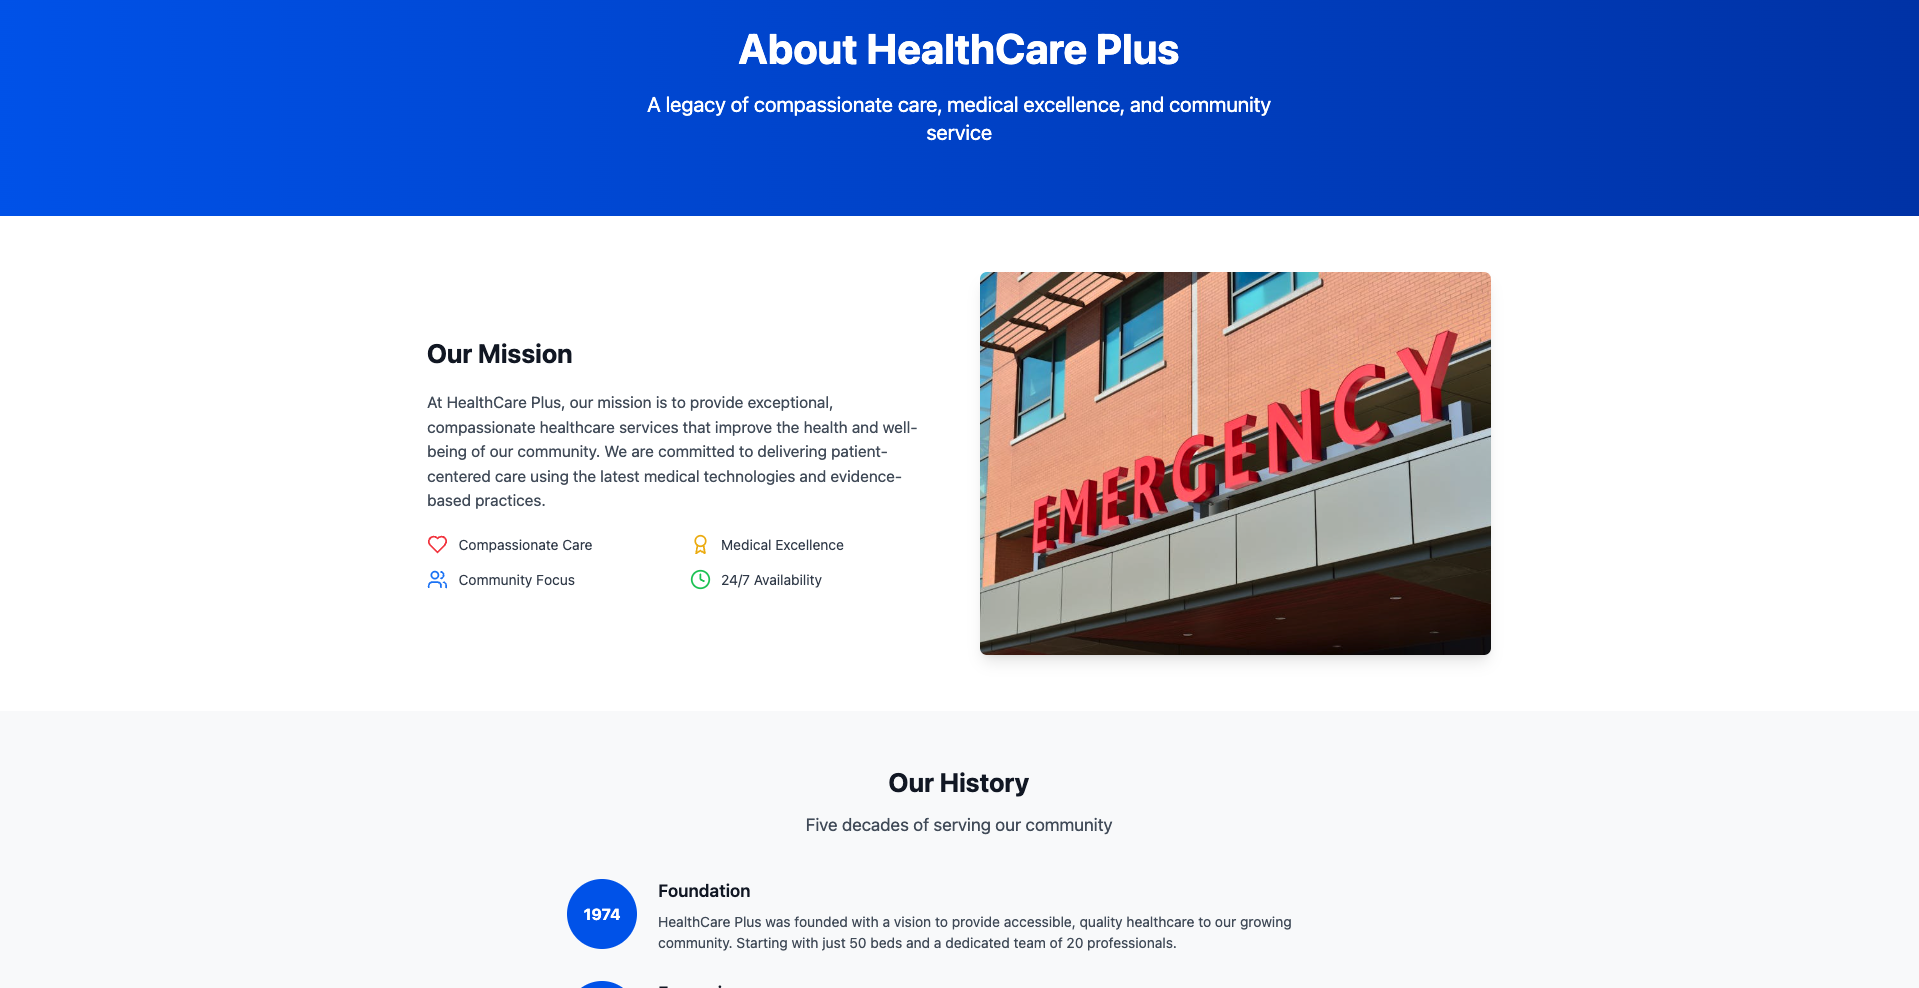 About HealthCare Plus
A legacy of compassionate care, medical excellence, and community
service
Our Mission
At HealthCare Plus, our mission is to provide exceptional,
compassionate healthcare services that improve the health and well-
being of our community. We are committed to delivering patient-
centered care using the latest medical technologies and evidence-
based practices.
Compassionate Care
Medical Excellence
Community Focus
24/7 Availability
EMERGENCY
Our History
Five decades of serving our community
1974
Foundation
HealthCare Plus was founded with a vision to provide accessible, quality healthcare to our growing
community. Starting with just 50 beds and a dedicated team of 20 professionals.